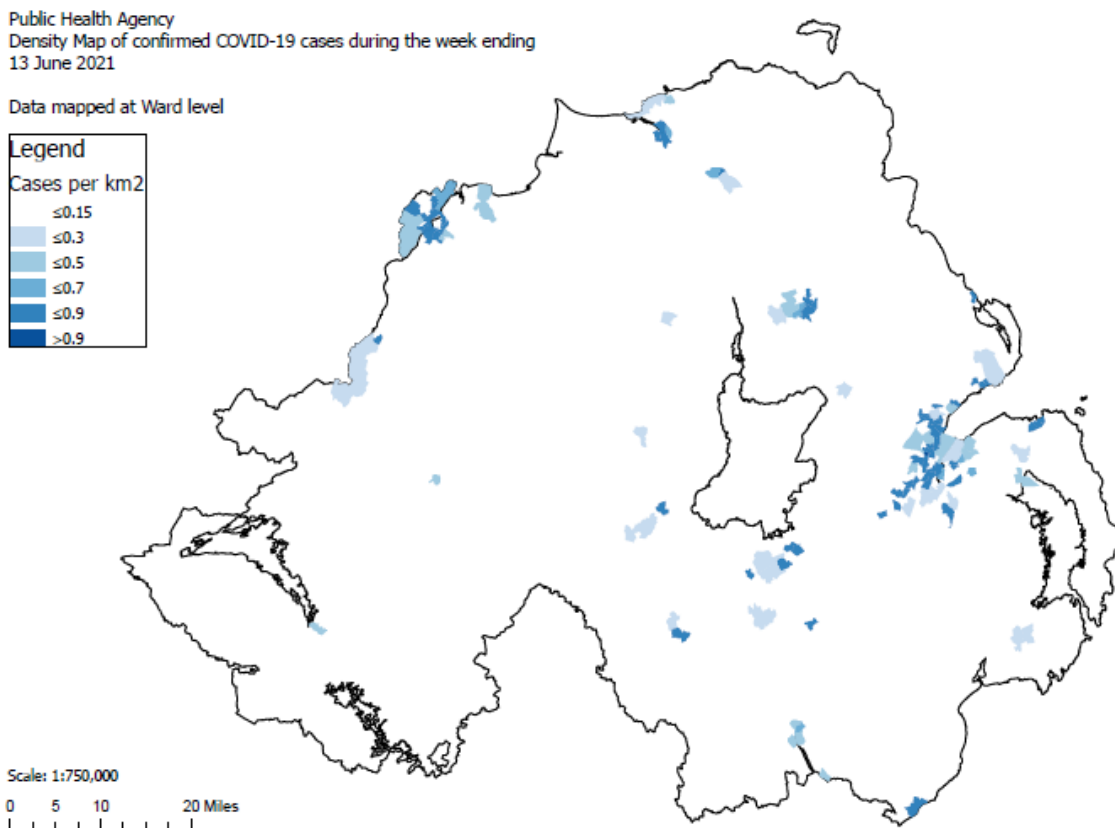 Public Health Agency
Density Map of confirmed COVID-19 cases during the week ending
13 June 2021
Data mapped at Ward level
Legend
Cases per km2
≤0.15
≤0.3
≤0.5
≤0.7
≤0.9
>0.9
Scale: 1:750,000
0 5 10 20 Miles